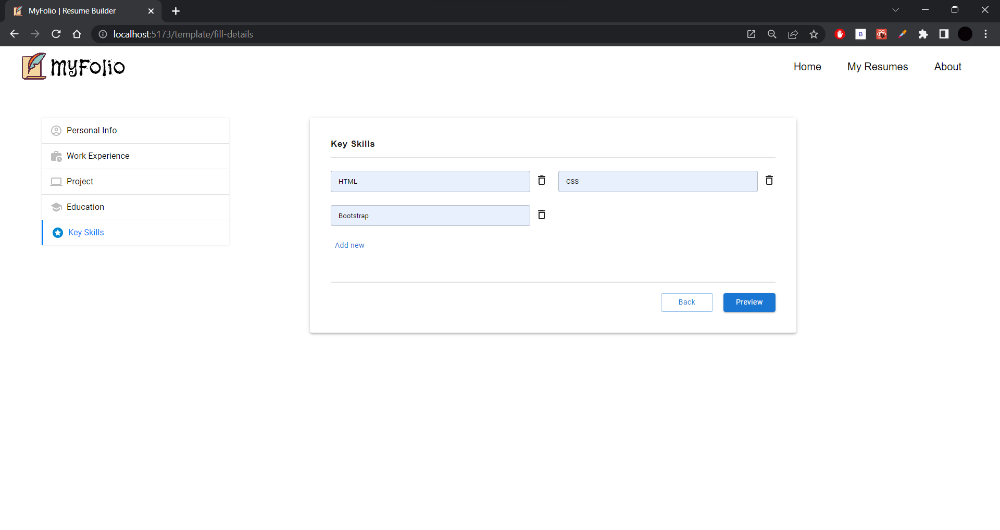 MyFolio | Resume Builder
localhost:5173/template/fill-details
B
MyFolio
Home My Resumes About
Personal Info
Work Experience
Project
Education
Key Skills
Key Skills
HTML CSS
Bootstrap
Add new
Back Preview